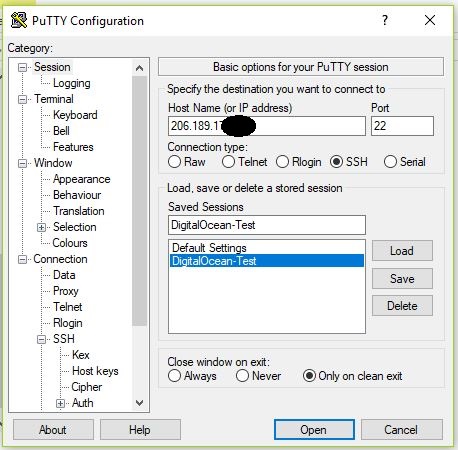 PuTTY Configuration
Category:
Session
Logging
Terminal
Keyboard
Bell
Features
Window
Appearance
Behaviour
Translation
Selection
Colours
Connection
Data
Proxy
Telnet
Rlogin
SSH
Kex
Host keys
Cipher
Auth
Basic options for your PuTTY session
Specify the destination you want to connect to
Host Name (or IP address) Port
206.189.1 22
Connection type:
Raw Telnet Rlogin SSH Serial
Load, save or delete a stored session
Saved Sessions
DigitalOcean-Test
Default Settings
DigitalOcean-Test
Load
Save
Delete
Close window on exit:
Always Never Only on clean exit
About Help Open Cancel